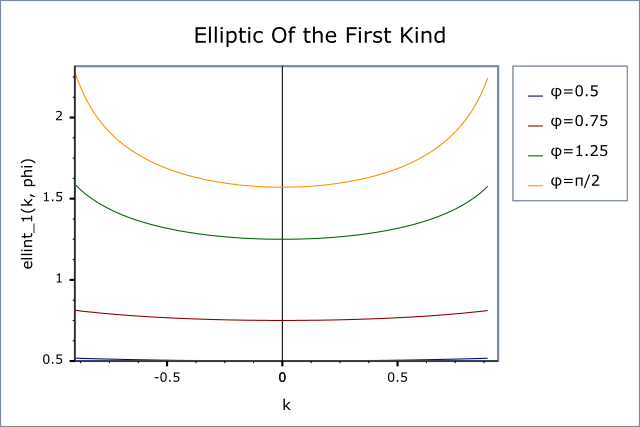 Elliptic Of the First Kind
φ=0.5
φ=0.75
φ=1.25
φ=π/2
ellint_1(k, phi)
2
1.5
1
0.5
-0.5
0
0.5
k